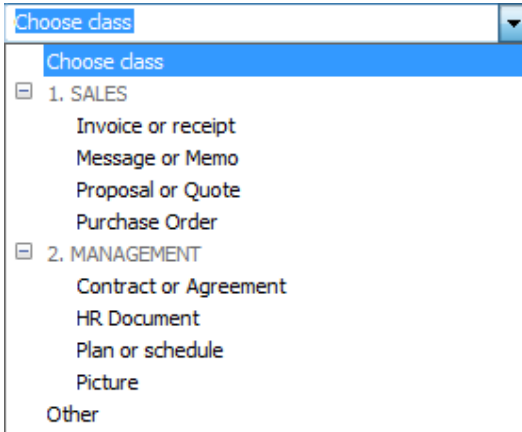 Choose class
Choose class
1. SALES
Invoice or receipt
Message or Memo
Proposal or Quote
Purchase Order
2. MANAGEMENT
Contract or Agreement
HR Document
Plan or schedule
Picture
Other